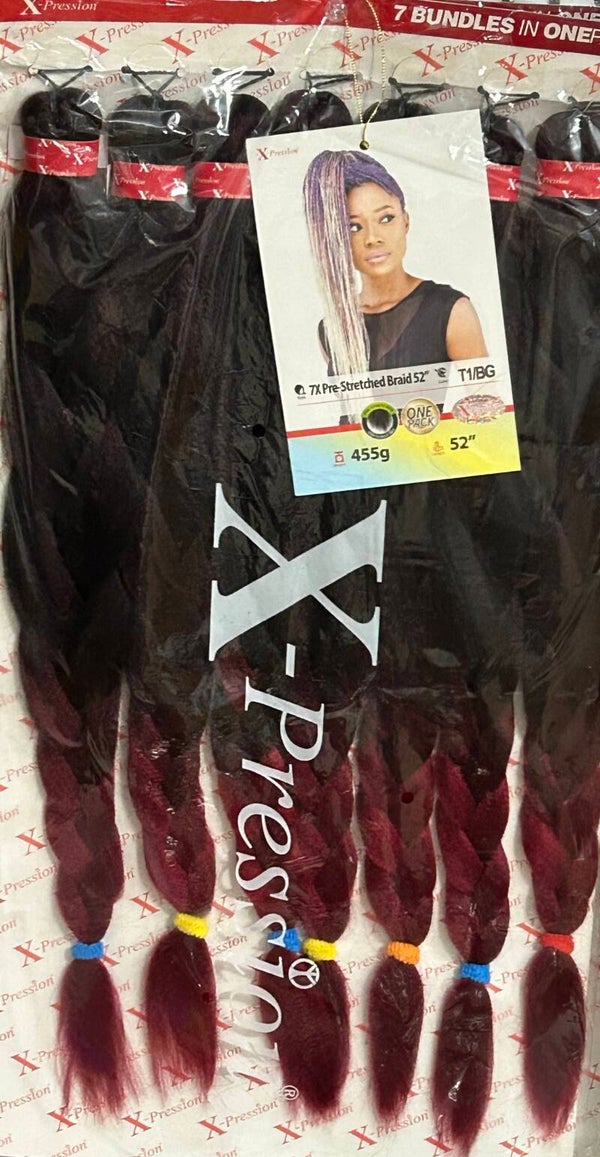 X-Pression
7 BUNDLES IN ONE
X-Pression
7X Pre-Stretched Braid 52" T1/BG
ONE
PACK
455g
52"
X-Pression®